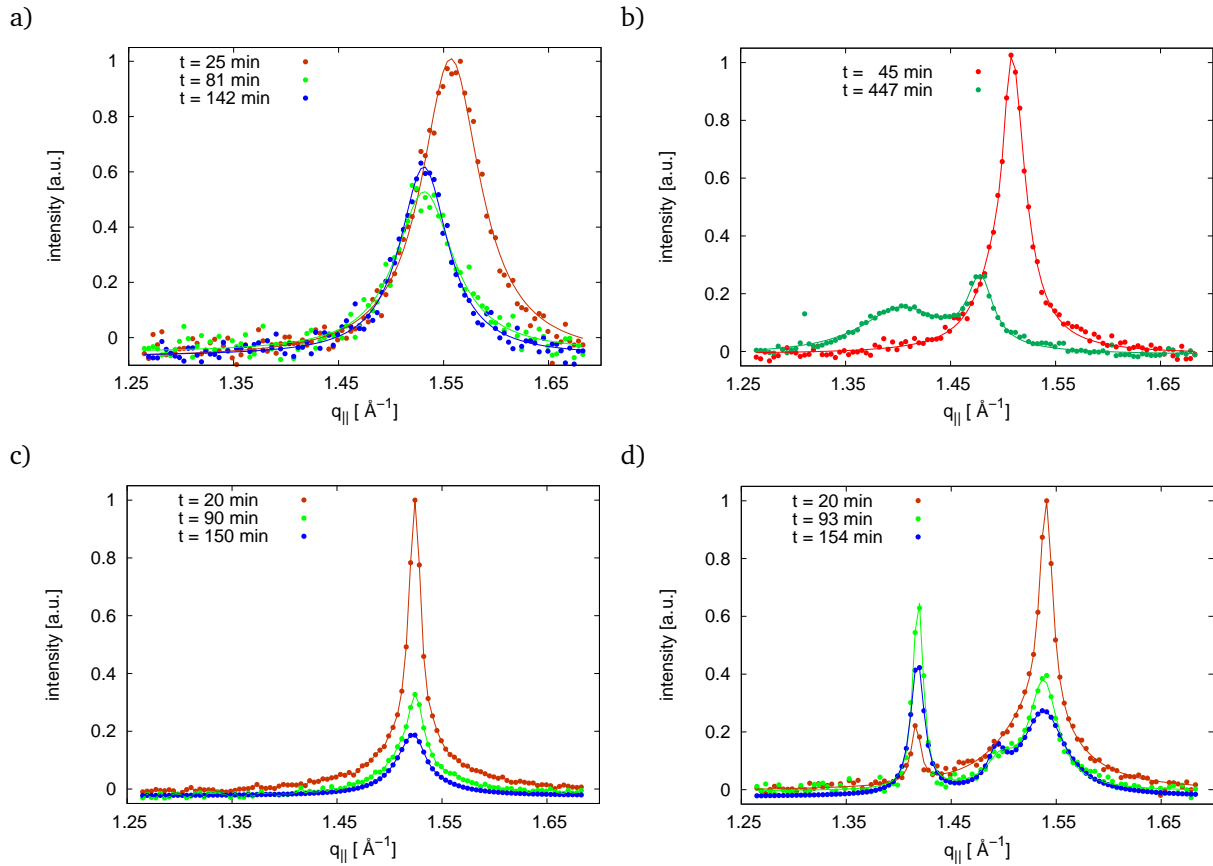 a)
t = 25 min
t = 81 min
t = 142 min
1
0.8
0.6
0.4
0.2
0
intensity [a.u.]
1.25 1.35 1.45 1.55 1.65
q|| [ Å⁻¹]
b)
t = 45 min
t = 447 min
1
0.8
0.6
0.4
0.2
0
intensity [a.u.]
1.25 1.35 1.45 1.55 1.65
q|| [ Å⁻¹]
c)
t = 20 min
t = 90 min
t = 150 min
1
0.8
0.6
0.4
0.2
0
intensity [a.u.]
1.25 1.35 1.45 1.55 1.65
q|| [ Å⁻¹]
d)
t = 20 min
t = 93 min
t = 154 min
1
0.8
0.6
0.4
0.2
0
intensity [a.u.]
1.25 1.35 1.45 1.55 1.65
q|| [ Å⁻¹]